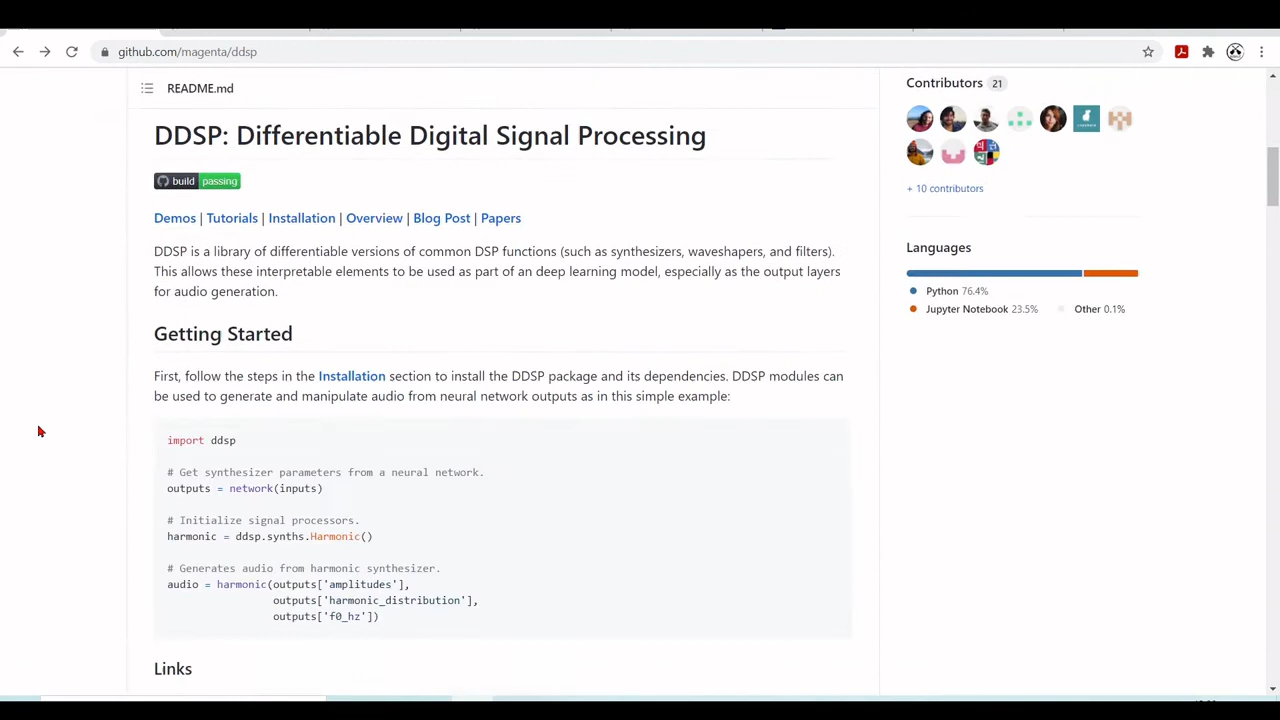 github.com/magenta/ddsp
README.md
DDSP: Differentiable Digital Signal Processing
build passing
Demos | Tutorials | Installation | Overview | Blog Post | Papers
DDSP is a library of differentiable versions of common DSP functions (such as synthesizers, waveshapers, and filters).
This allows these interpretable elements to be used as part of an deep learning model, especially as the output layers
for audio generation.
Getting Started
First, follow the steps in the Installation section to install the DDSP package and its dependencies. DDSP modules can
be used to generate and manipulate audio from neural network outputs as in this simple example:
import ddsp
# Get synthesizer parameters from a neural network.
outputs = network(inputs)
# Initialize signal processors.
harmonic = ddsp.synths.Harmonic()
# Generates audio from harmonic synthesizer.
audio = harmonic(outputs['amplitudes'],
outputs['harmonic_distribution'],
outputs['f0_hz'])
Links
Contributors 21
+ 10 contributors
Languages
Python 76.4%
Jupyter Notebook 23.5% Other 0.1%